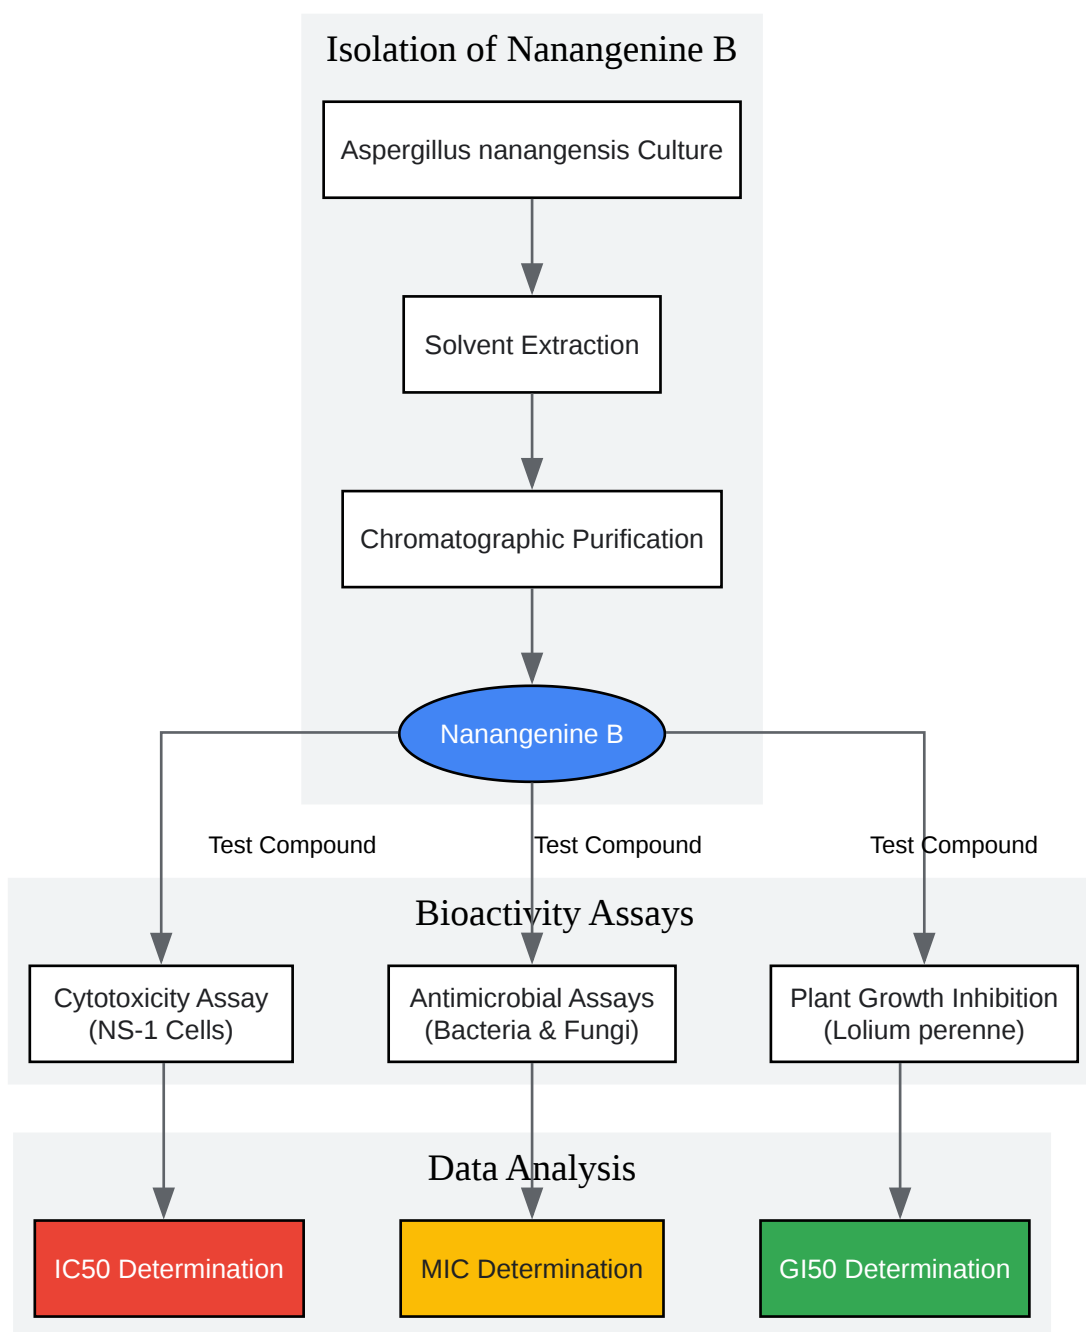 Isolation of Nanangenine B
Aspergillus nanangensis Culture
Solvent Extraction
Chromatographic Purification
Nanangenine B
Test Compound
Test Compound
Test Compound
Bioactivity Assays
Cytotoxicity Assay
(NS-1 Cells)
Antimicrobial Assays
(Bacteria & Fungi)
Plant Growth Inhibition
(Lolium perenne)
Data Analysis
IC50 Determination
MIC Determination
GI50 Determination